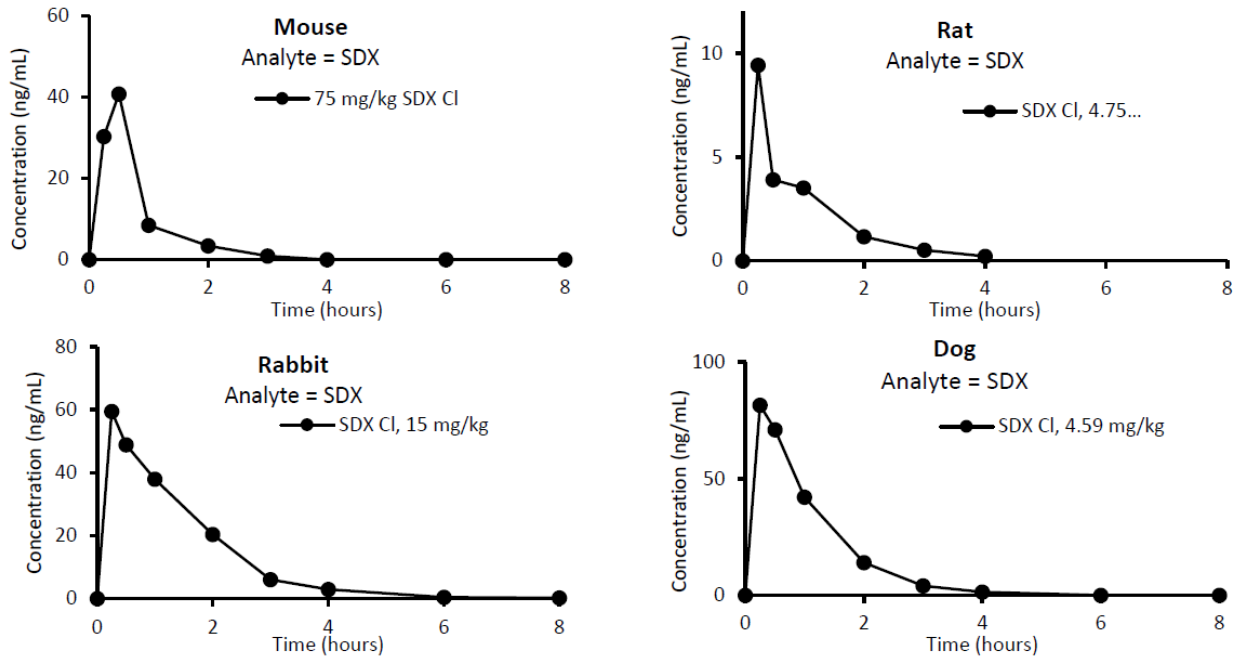 Mouse
Analyte = SDX
75 mg/kg SDX Cl
Concentration (ng/mL)
60
40
20
0
0 2 4 6 8
Time (hours)
Rat
Analyte = SDX
SDX Cl, 4.75...
Concentration (ng/mL)
10
5
0
0 2 4 6 8
Time (hours)
Rabbit
Analyte = SDX
SDX Cl, 15 mg/kg
Concentration (ng/mL)
80
60
40
20
0
0 2 4 6 8
Time (hours)
Dog
Analyte = SDX
SDX Cl, 4.59 mg/kg
Concentration (ng/mL)
100
50
0
0 2 4 6 8
Time (hours)